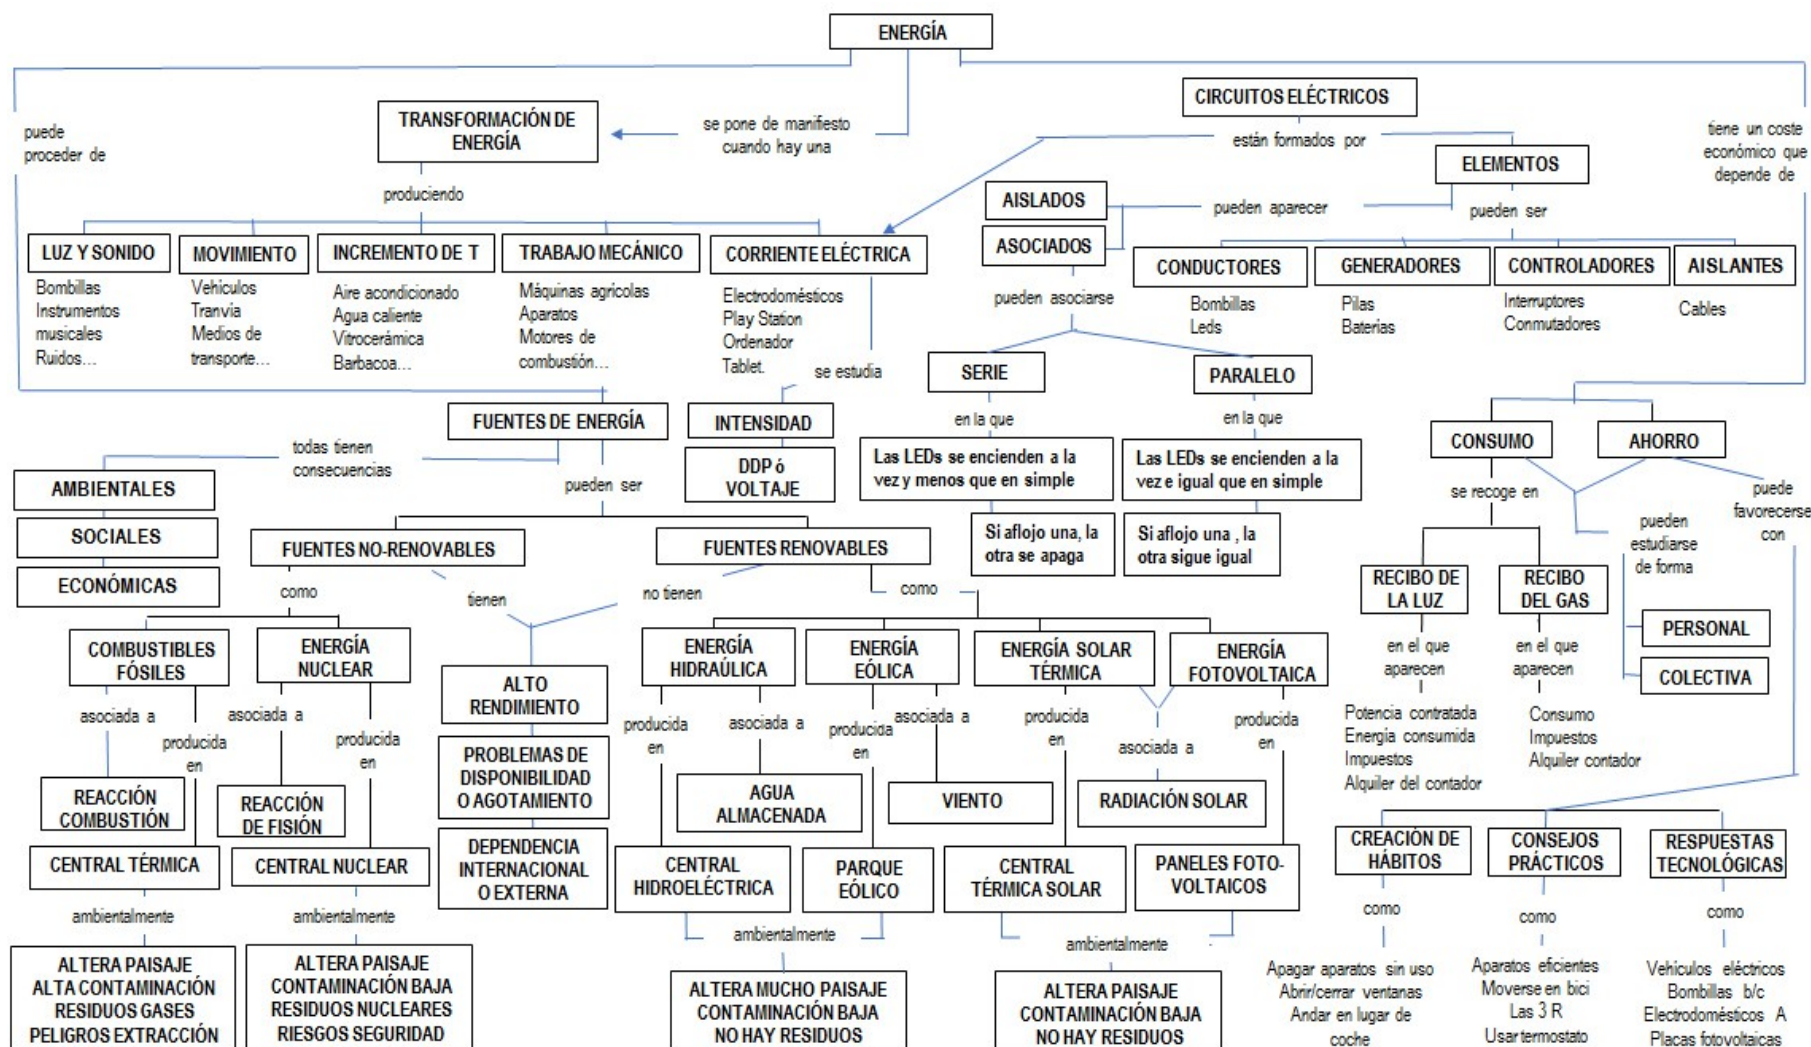 ENERGÍA
puede
proceder de
TRANSFORMACIÓN DE
ENERGÍA
se pone de manifiesto
cuando hay una
produciendo
LUZ Y SONIDO
Bombillas
Instrumentos
musicales
Ruidos…
MOVIMIENTO
Vehículos
Tranvía
Medios de
transporte…
INCREMENTO DE T
Aire acondicionado
Agua caliente
Vitrocerámica
Barbacoa…
TRABAJO MECÁNICO
Máquinas agrícolas
Aparatos
Motores de
combustión…
CORRIENTE ELÉCTRICA
Electrodomésticos
Play Station
Ordenador
Tablet.
se estudia
INTENSIDAD
DDP ó
VOLTAJE
CIRCUITOS ELÉCTRICOS
están formados por
ELEMENTOS
pueden aparecer
AISLADOS
ASOCIADOS
pueden ser
CONDUCTORES
Bombillas
Leds
GENERADORES
Pilas
Baterías
CONTROLADORES
Interruptores
Conmutadores
AISLANTES
Cables
pueden asociarse
SERIE
en la que
Las LEDs se encienden a la
vez y menos que en simple
Si aflojo una, la
otra se apaga
PARALELO
en la que
Las LEDs se encienden a la
vez e igual que en simple
Si aflojo una , la
otra sigue igual
tiene un coste
económico que
depende de
CONSUMO
AHORRO
se recoge en
RECIBO DE
LA LUZ
en el que
aparecen
Potencia contratada
Energía consumida
Impuestos
Alquiler del contador
RECIBO
DEL GAS
en el que
aparecen
Consumo
Impuestos
Alquiler contador
pueden
estudiarse
de forma
PERSONAL
COLECTIVA
puede
favorecerse
con
CREACIÓN DE
HÁBITOS
como
Apagar aparatos sin uso
Abrir/cerrar ventanas
Andar en lugar de
coche
CONSEJOS
PRÁCTICOS
como
Aparatos eficientes
Moverse en bici
Las 3 R
Usar termostato
RESPUESTAS
TECNOLÓGICAS
como
Vehículos eléctricos
Bombillas b/c
Electrodomésticos A
Placas fotovoltaicas
FUENTES DE ENERGÍA
todas tienen
consecuencias
AMBIENTALES
SOCIALES
ECONÓMICAS
pueden ser
FUENTES NO-RENOVABLES
FUENTES RENOVABLES
como
tienen
no tienen
como
COMBUSTIBLES
FÓSILES
asociada a
REACCIÓN
COMBUSTIÓN
producida
en
CENTRAL TÉRMICA
ambientalmente
ALTERA PAISAJE
ALTA CONTAMINACIÓN
RESIDUOS GASES
PELIGROS EXTRACCIÓN
ENERGÍA
NUCLEAR
asociada a
REACCIÓN
DE FISIÓN
producida
en
CENTRAL NUCLEAR
ambientalmente
ALTERA PAISAJE
CONTAMINACIÓN BAJA
RESIDUOS NUCLEARES
RIESGOS SEGURIDAD
ALTO
RENDIMIENTO
PROBLEMAS DE
DISPONIBILIDAD
O AGOTAMIENTO
DEPENDENCIA
INTERNACIONAL
O EXTERNA
ENERGÍA
HIDRAÚLICA
producida
en
asociada a
AGUA
ALMACENADA
CENTRAL
HIDROELÉCTRICA
ENERGÍA
EÓLICA
producida
en
asociada a
VIENTO
PARQUE
EÓLICO
ambientalmente
ALTERA MUCHO PAISAJE
CONTAMINACIÓN BAJA
NO HAY RESIDUOS
ENERGÍA SOLAR
TÉRMICA
producida
en
asociada a
RADIACIÓN SOLAR
CENTRAL
TÉRMICA SOLAR
ENERGÍA
FOTOVOLTAICA
producida
en
PANELES FOTO-
VOLTAICOS
ambientalmente
ALTERA PAISAJE
CONTAMINACIÓN BAJA
NO HAY RESIDUOS